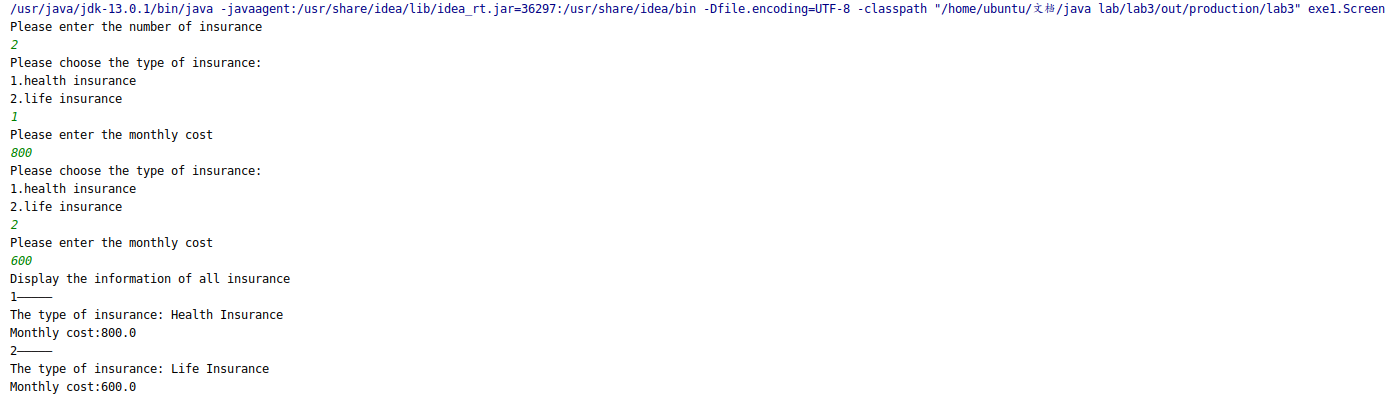 /usr/java/jdk-13.0.1/bin/java -javaagent:/usr/share/idea/lib/idea_rt.jar=36297:/usr/share/idea/bin -Dfile.encoding=UTF-8 -classpath "/home/ubuntu/文档/java lab/lab3/out/production/lab3" exe1.Screen
Please enter the number of insurance
2
Please choose the type of insurance:
1.health insurance
2.life insurance
1
Please enter the monthly cost
800
Please choose the type of insurance:
1.health insurance
2.life insurance
2
Please enter the monthly cost
600
Display the information of all insurance
1—————
The type of insurance: Health Insurance
Monthly cost:800.0
2—————
The type of insurance: Life Insurance
Monthly cost:600.0